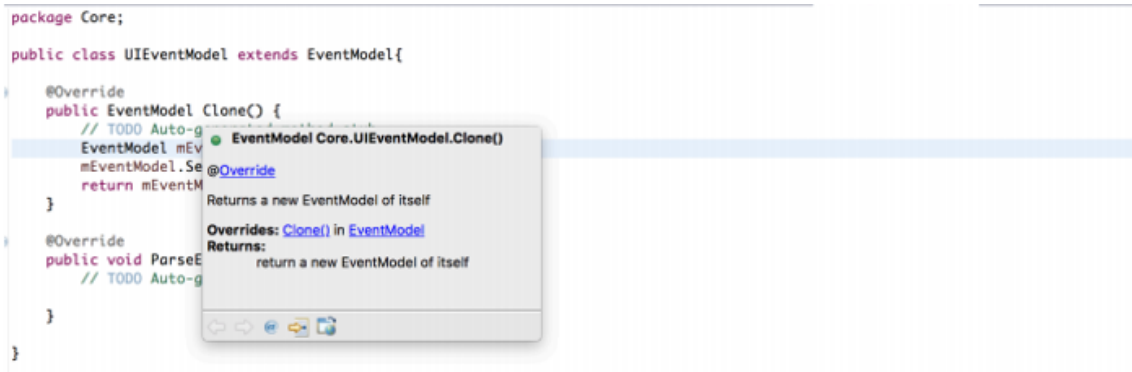 package Core;
public class UIEventModel extends EventModel{
@Override
public EventModel Clone() {
// TODO Auto-g
EventModel mEv
mEventModel.Se
return mEventM
}
@Override
public void ParseE
// TODO Auto-g
}
}
EventModel Core.UIEventModel.Clone()
@Override
Returns a new EventModel of itself
Overrides: Clone() in EventModel
Returns:
return a new EventModel of itself